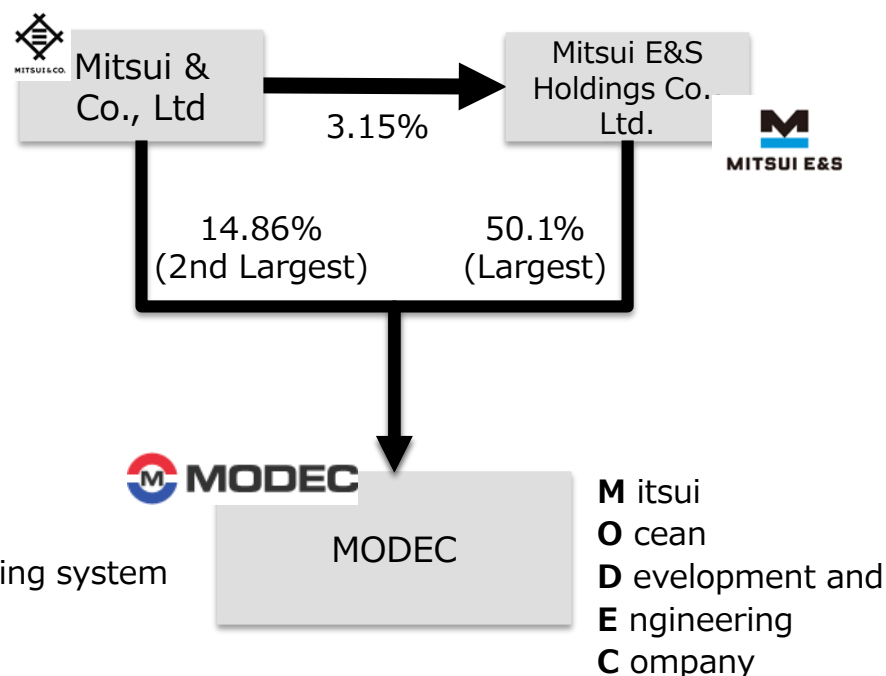 MITSUI&CO.
Mitsui &
Co., Ltd
3.15%
Mitsui E&S
Holdings Co.,
Ltd.
MITSUI E&S
14.86%
(2nd Largest)
50.1%
(Largest)
M MODEC
MODEC
ing system
M itsui
O cean
D evelopment and
E ngineering
C ompany